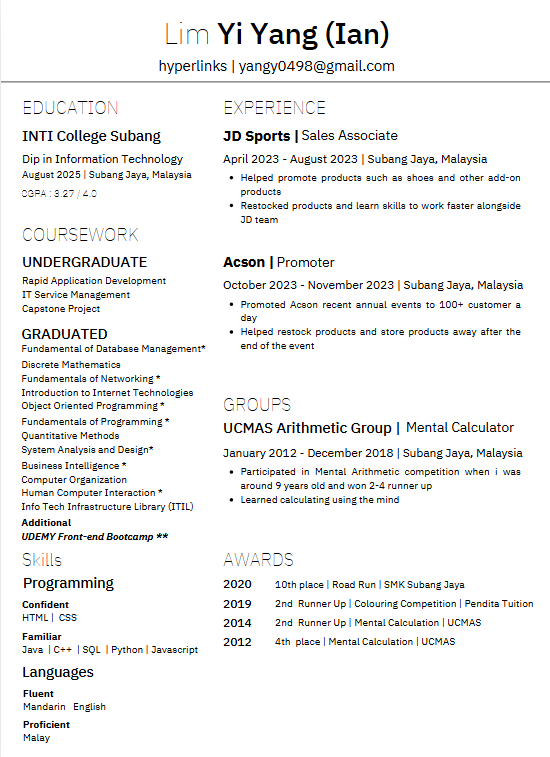 Lim Yi Yang (Ian)
hyperlinks | yangy0498@gmail.com
EDUCATION
INTI College Subang
Dip in Information Technology
August 2025 | Subang Jaya, Malaysia
CGPA : 3.27 / 4.0
COURSEWORK
UNDERGRADUATE
Rapid Application Development
IT Service Management
Capstone Project
GRADUATED
Fundamental of Database Management*
Discrete Mathematics
Fundamentals of Networking *
Introduction to Internet Technologies
Object Oriented Programming *
Fundamentals of Programming *
Quantitative Methods
System Analysis and Design*
Business Intelligence *
Computer Organization
Human Computer Interaction *
Info Tech Infrastructure Library (ITIL)
Additional
UDEMY Front-end Bootcamp **
Skills
Programming
Confident
HTML | CSS
Familiar
Java | C++ | SQL | Python | Javascript
Languages
Fluent
Mandarin English
Proficient
Malay
EXPERIENCE
JD Sports | Sales Associate
April 2023 - August 2023 | Subang Jaya, Malaysia
• Helped promote products such as shoes and other add-on
products
• Restocked products and learn skills to work faster alongside
JD team
Acson | Promoter
October 2023 - November 2023 | Subang Jaya, Malaysia
• Promoted Acson recent annual events to 100+ customer a
day
• Helped restock products and store products away after the
end of the event
GROUPS
UCMAS Arithmetic Group | Mental Calculator
January 2012 - December 2018 | Subang Jaya, Malaysia
• Participated in Mental Arithmetic competition when i was
around 9 years old and won 2-4 runner up
• Learned calculating using the mind
AWARDS
2020 10th place | Road Run | SMK Subang Jaya
2019 2nd Runner Up | Colouring Competition | Pendita Tuition
2014 2nd Runner Up | Mental Calculation | UCMAS
2012 4th place | Mental Calculation | UCMAS